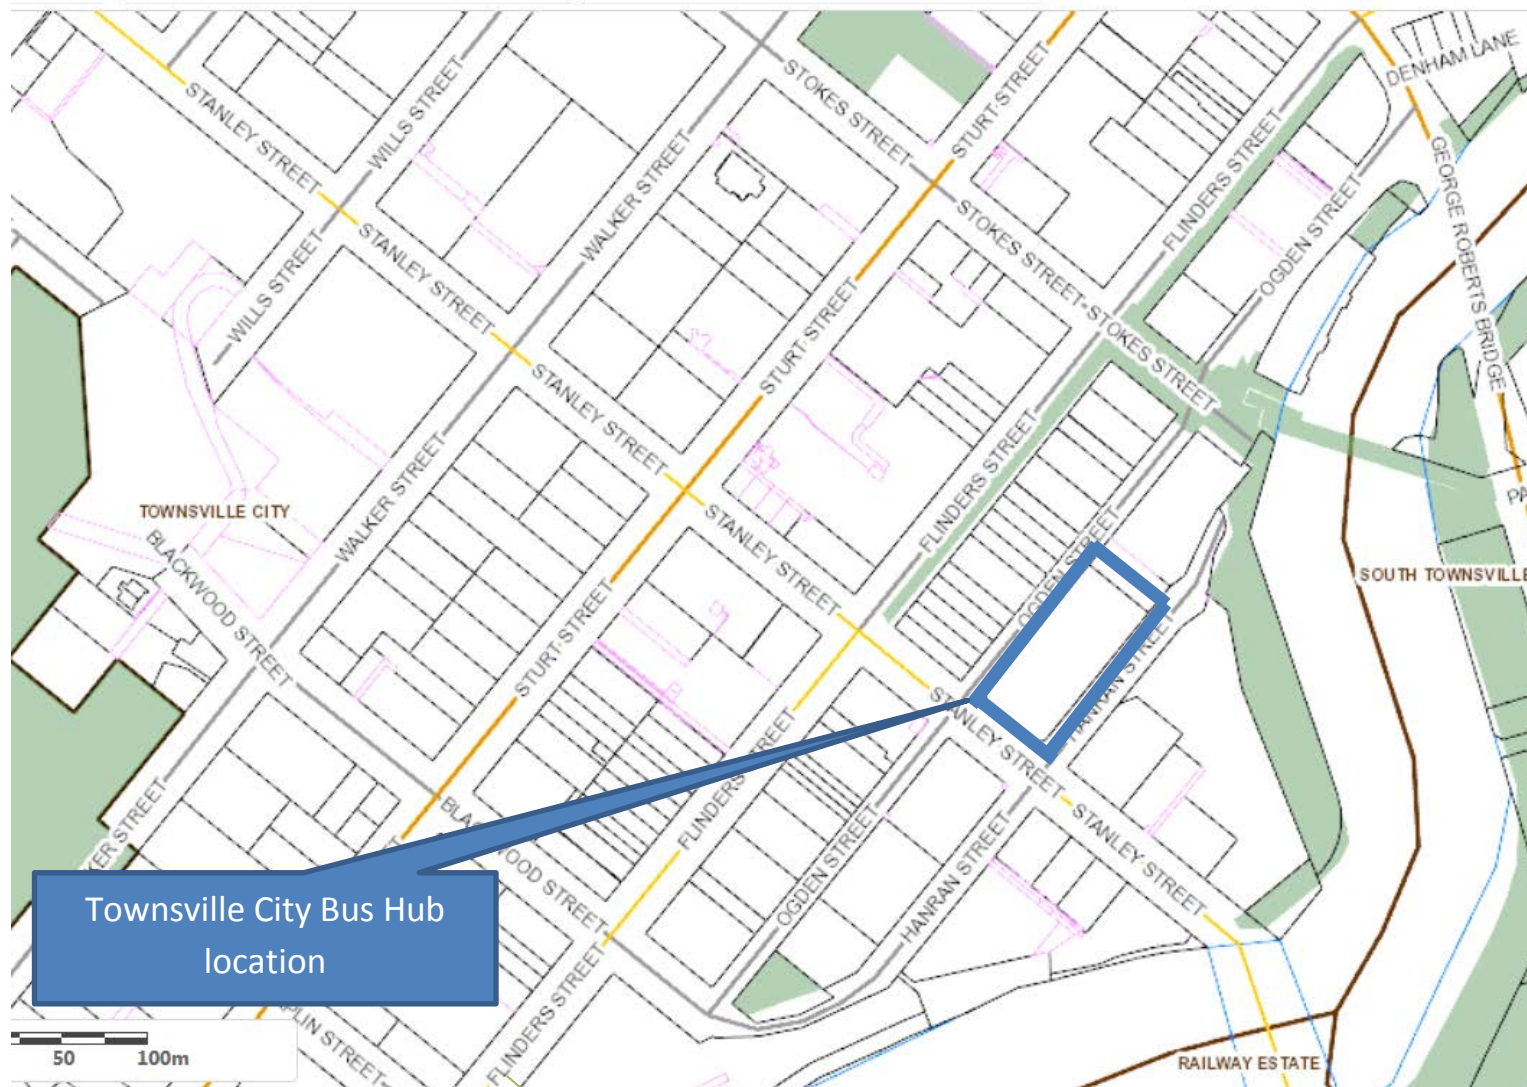 DENHAM LANE
STOKES STREET
STURT STREET
WILLS STREET
STANLEY STREET
WALKER STREET
FLINDERS STREET
GEORGE ROBERTS BRIDGE
OGDEN STREET
STOKES STREET
WILLS STREET
STANLEY STREET
STURT STREET
STOKES STREET
STANLEY STREET
FLINDERS STREET
WALKER STREET
TOWNSVILLE CITY
STANLEY STREET
OGDEN STREET
BLACKWOOD STREET
SOUTH TOWNSVILLE
STURT STREET
HANRAN STREET
STANLEY STREET
FLINDERS STREET
STANLEY STREET
BLACKWOOD STREET
OGDEN STREET
HANRAN STREET
Townsville City Bus Hub
location
FLINDERS STREET
50 100m
RAILWAY ESTATE